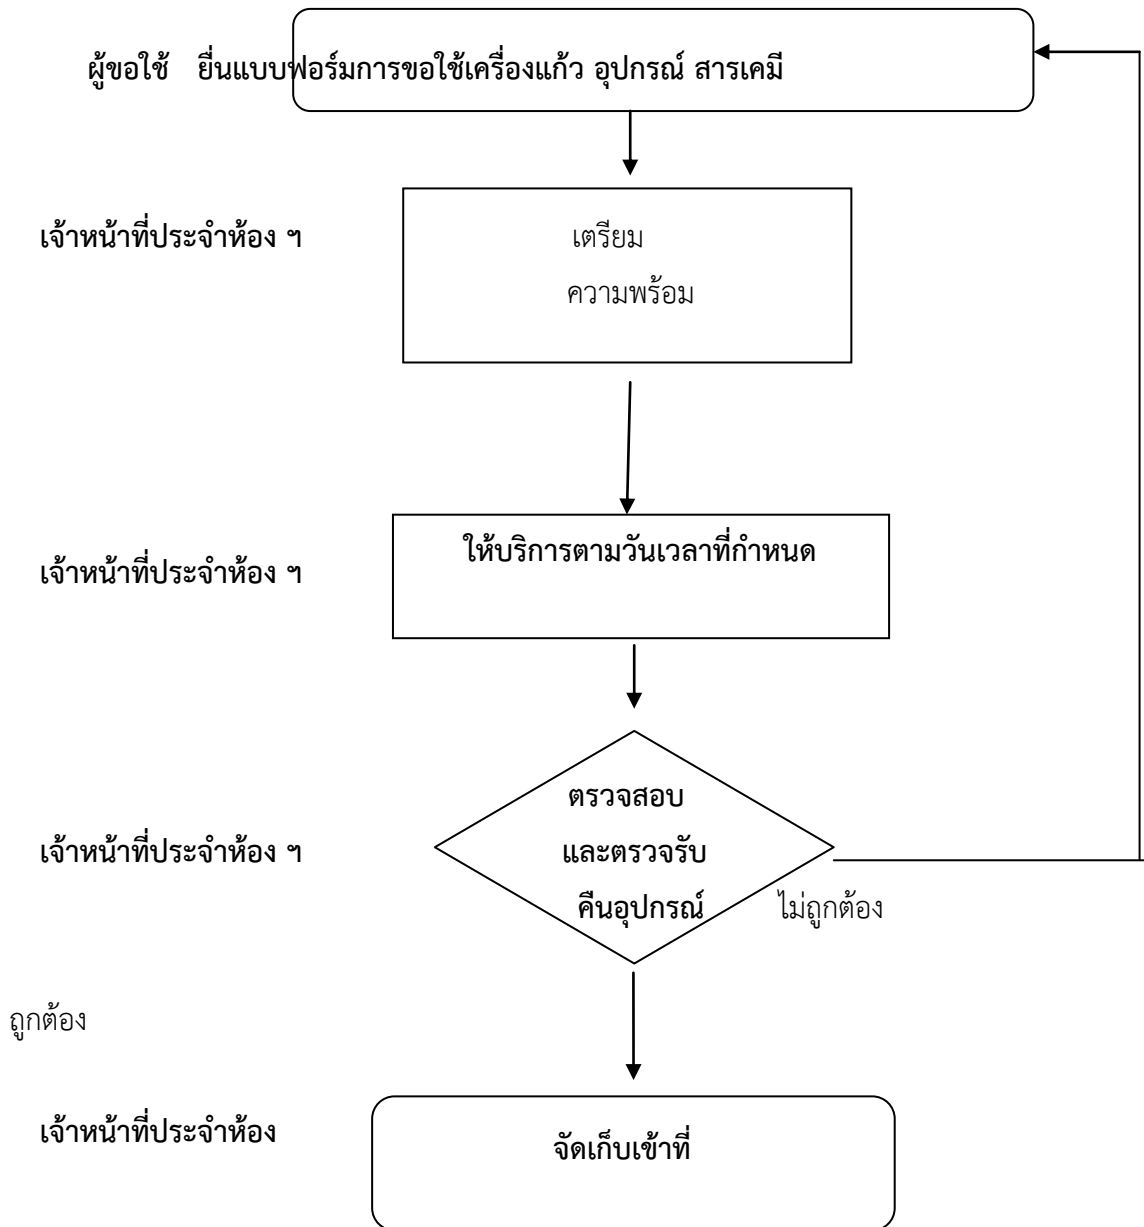 ผู้ขอใช้ ยื่นแบบฟอร์มการขอใช้เครื่องแก้ว อุปกรณ์ สารเคมี
เจ้าหน้าที่ประจำห้อง ฯ
เตรียม
ความพร้อม
ให้บริการตามวันเวลาที่กำหนด
เจ้าหน้าที่ประจำห้อง ฯ
ตรวจสอบ
เจ้าหน้าที่ประจำห้อง ฯ
และตรวจรับ
คืนอุปกรณ์
ไม่ถูกต้อง
ถูกต้อง
เจ้าหน้าที่ประจำห้อง
จัดเก็บเข้าที่